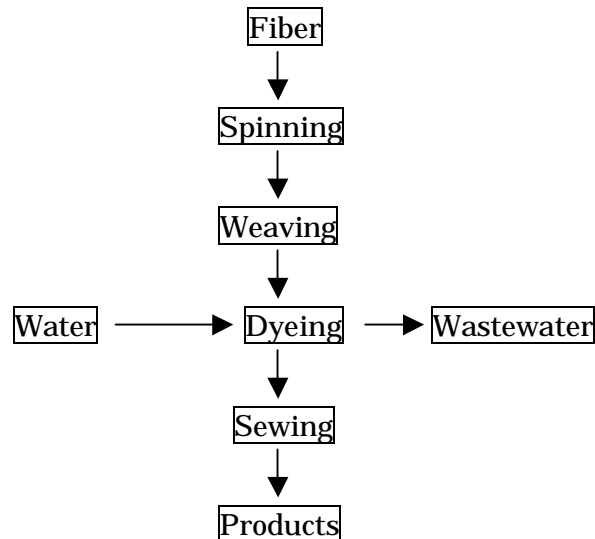 Fiber
Spinning
Weaving
Water
Dyeing
Wastewater
Sewing
Products